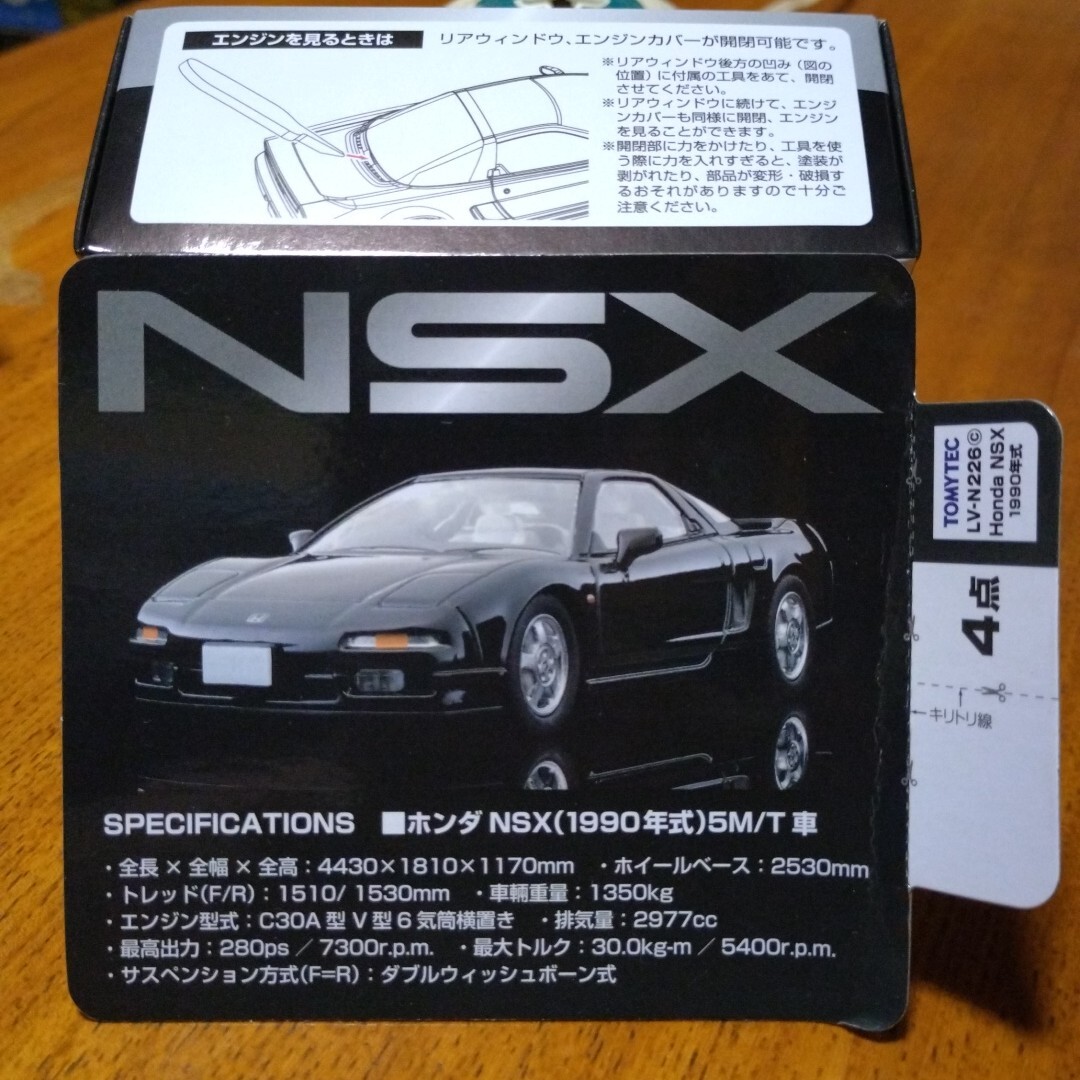 エンジンを見るときは
リアウィンドウ、エンジンカバーが開閉可能です。
※リアウィンドウ後方の凹み（図の
位置）に付属の工具をあて、開閉
させてください。
※リアウィンドウに続けて、エンジ
ンカバーも同様に開閉、エンジン
を見ることができます。
※開閉部に力をかけたり、工具を使
う際に力を入れすぎると、塗装が
剥がれたり、部品が変形・破損す
るおそれがありますので十分ご
注意ください。
NSX
TOMYTEC
LV-N226ⓒ
Honda NSX
1990年式
4点
キリトリ線
SPECIFICATIONS ■ホンダ NSX(1990年式)5M/T車
・全長×全幅×全高：4430×1810×1170mm ・ホイールベース：2530mm
・トレッド(F/R)：1510/ 1530mm ・車輛重量：1350kg
・エンジン型式：C30A型 V型6気筒横置き ・排気量：2977cc
・最高出力：280ps ／ 7300r.p.m. ・最大トルク：30.0kg-m ／ 5400r.p.m.
・サスペンション方式(F=R)：ダブルウィッシュボーン式